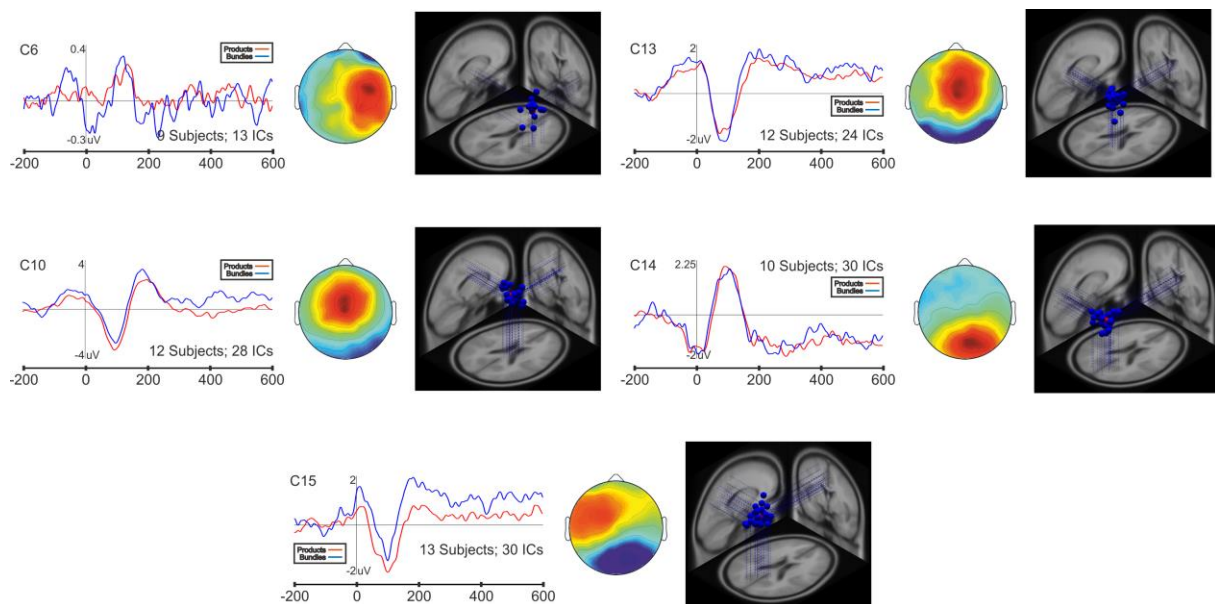 C6
0.4
Products
Bundles
-0.3uV
9 Subjects; 13 ICs
-200 0 200 400 600
C13
2
Products
Bundles
-2uV
12 Subjects; 24 ICs
-200 0 200 400 600
C10
4
Products
Bundles
-4uV
12 Subjects; 28 ICs
-200 0 200 400 600
C14
10 Subjects; 30 ICs
2.25
Products
Bundles
-200 0 200 400 600
C15
2
Products
Bundles
-2uV
13 Subjects; 30 ICs
-200 0 200 400 600